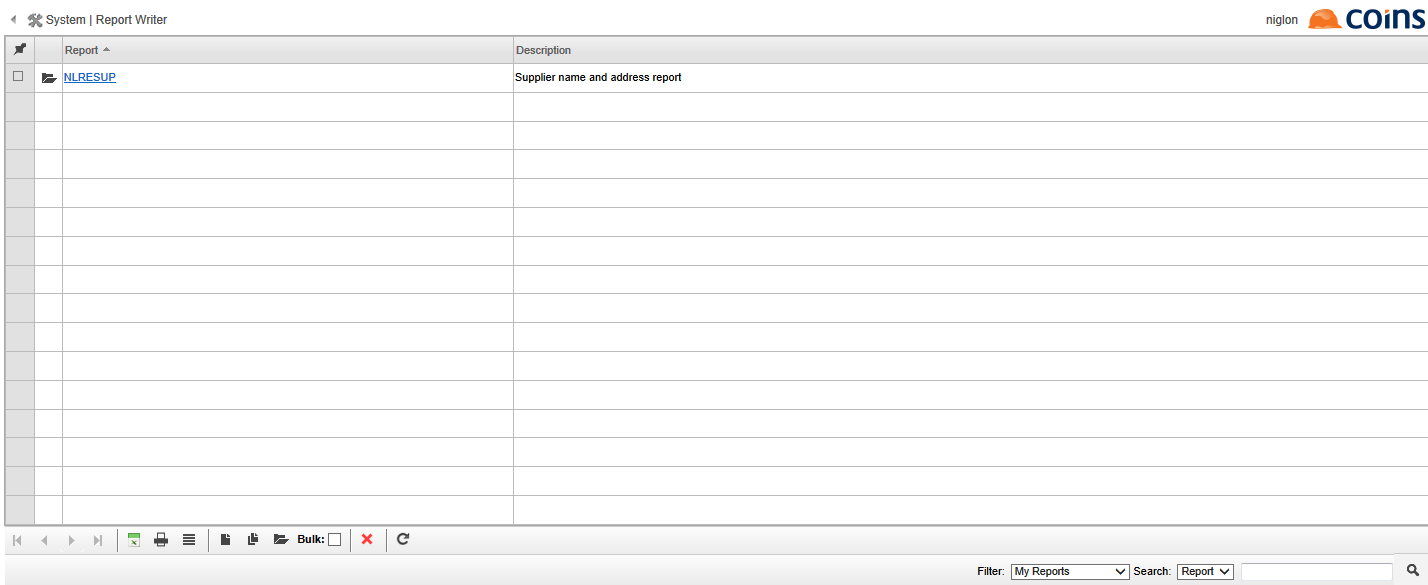 System | Report Writer
niglon
coins
Report
Description
NLRESUP
Supplier name and address report
Bulk:
Filter:
My Reports
Search:
Report